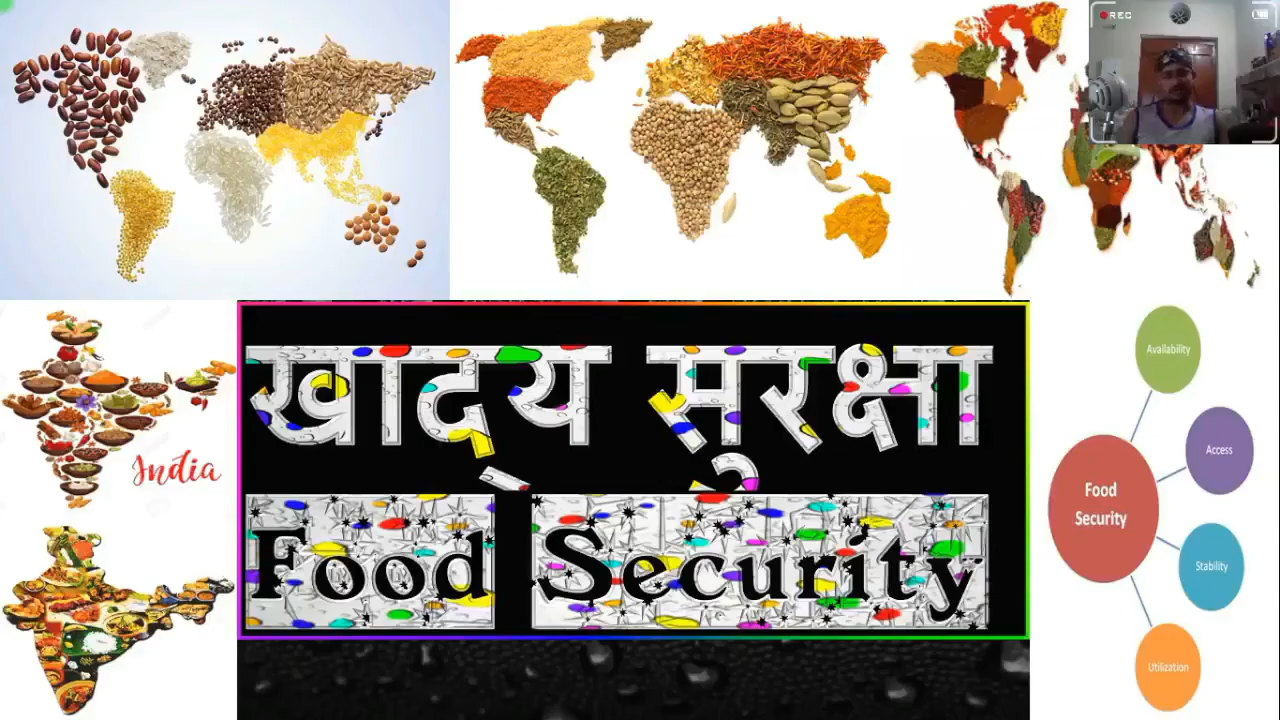 REC
India
खाद्य सुरक्षा
Food Security
Availability
Access
Food
Security
Stability
Utilization